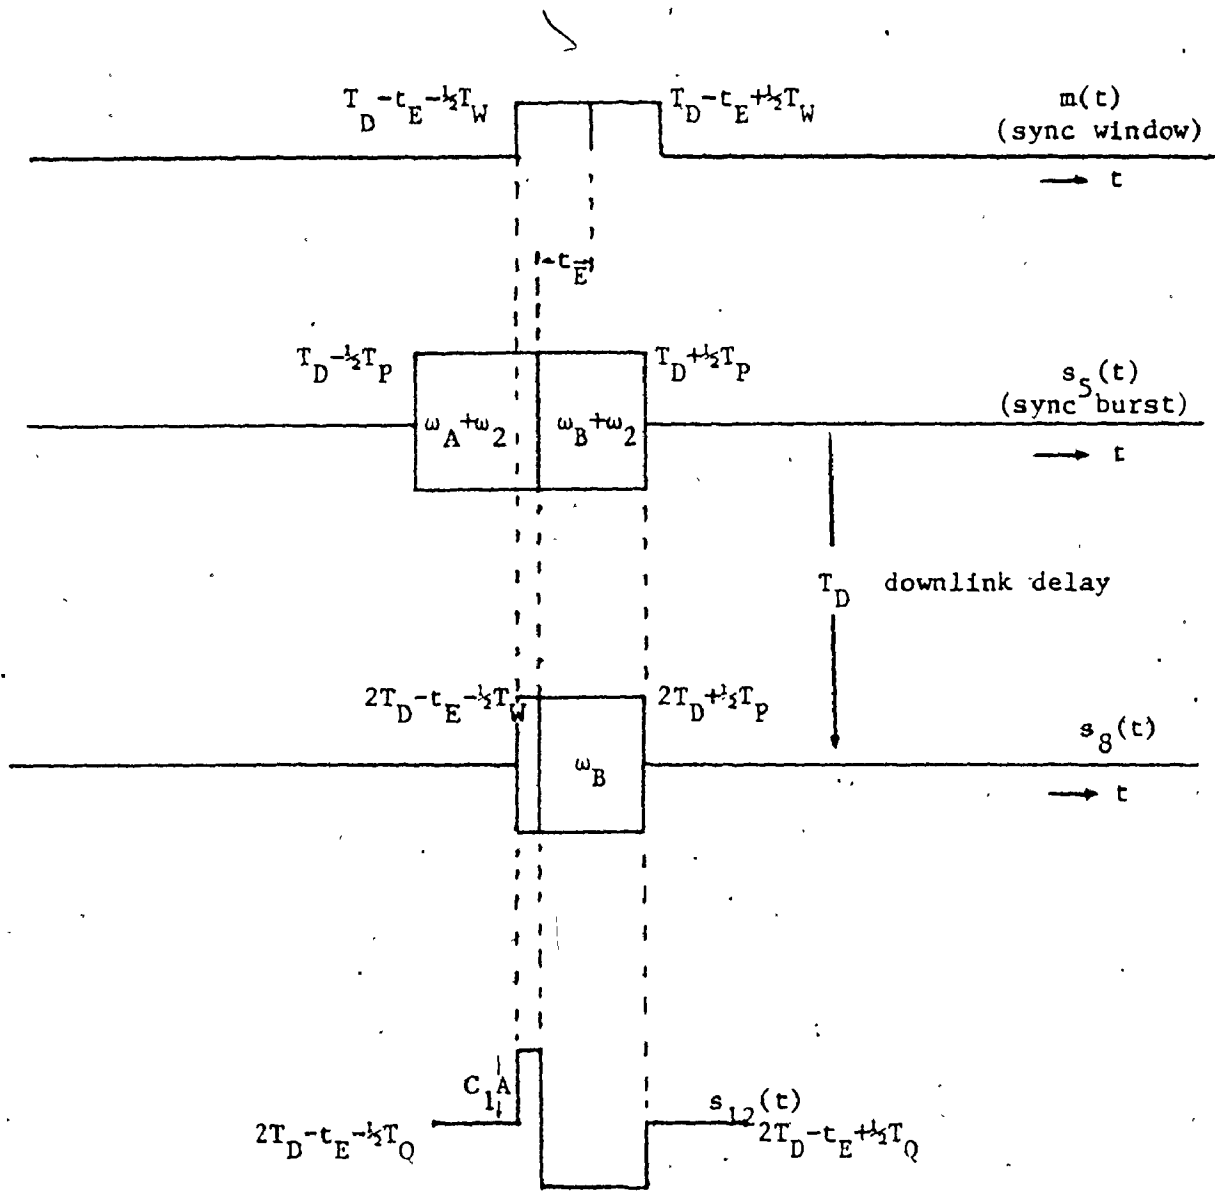 T_D-t_E-½T_W
T_D-t_E+½T_W
m(t)
(sync window)
t
t_E
T_D-½T_P
T_D+½T_P
s_5(t)
(sync burst)
ω_A+ω_2
ω_B+ω_2
t
T_D downlink delay
2T_D-t_E-½T_W
2T_D+½T_P
s_8(t)
ω_B
t
C_1A
s_12(t)
2T_D-t_E-½T_Q
2T_D-t_E+½T_Q